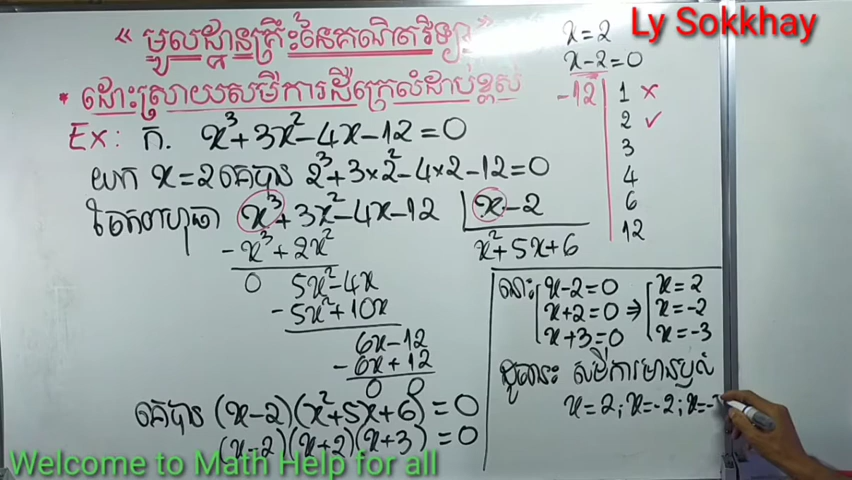 Ly Sokkhay
« មូលដ្ឋានគ្រឹះនៃគណិតវិទ្យា »
* ដោះស្រាយសមីការដឺក្រេលំដាប់ខ្ពស់
Ex: ក. x³+3x²-4x-12=0
យក x=2 គេបាន 2³+3×2²-4×2-12=0
ចែកពហុធា x³+3x²-4x-12 | x-2
-x³+2x²
x²+5x+6
0 5x²-4x
-5x²+10x
6x-12
-6x+12
0 0
គេបាន (x-2)(x²+5x+6)=0
(x-2)(x+2)(x+3)=0
x=2
x-2=0
-12 | 1 ×
2 ✓
3
4
6
12
នោះ x-2=0 ⇒ x=2
x+2=0 x=-2
x+3=0 x=-3
ដូចនេះ សមីការមានឫស
x=2; x=-2; x=-
Welcome to Math Help for all